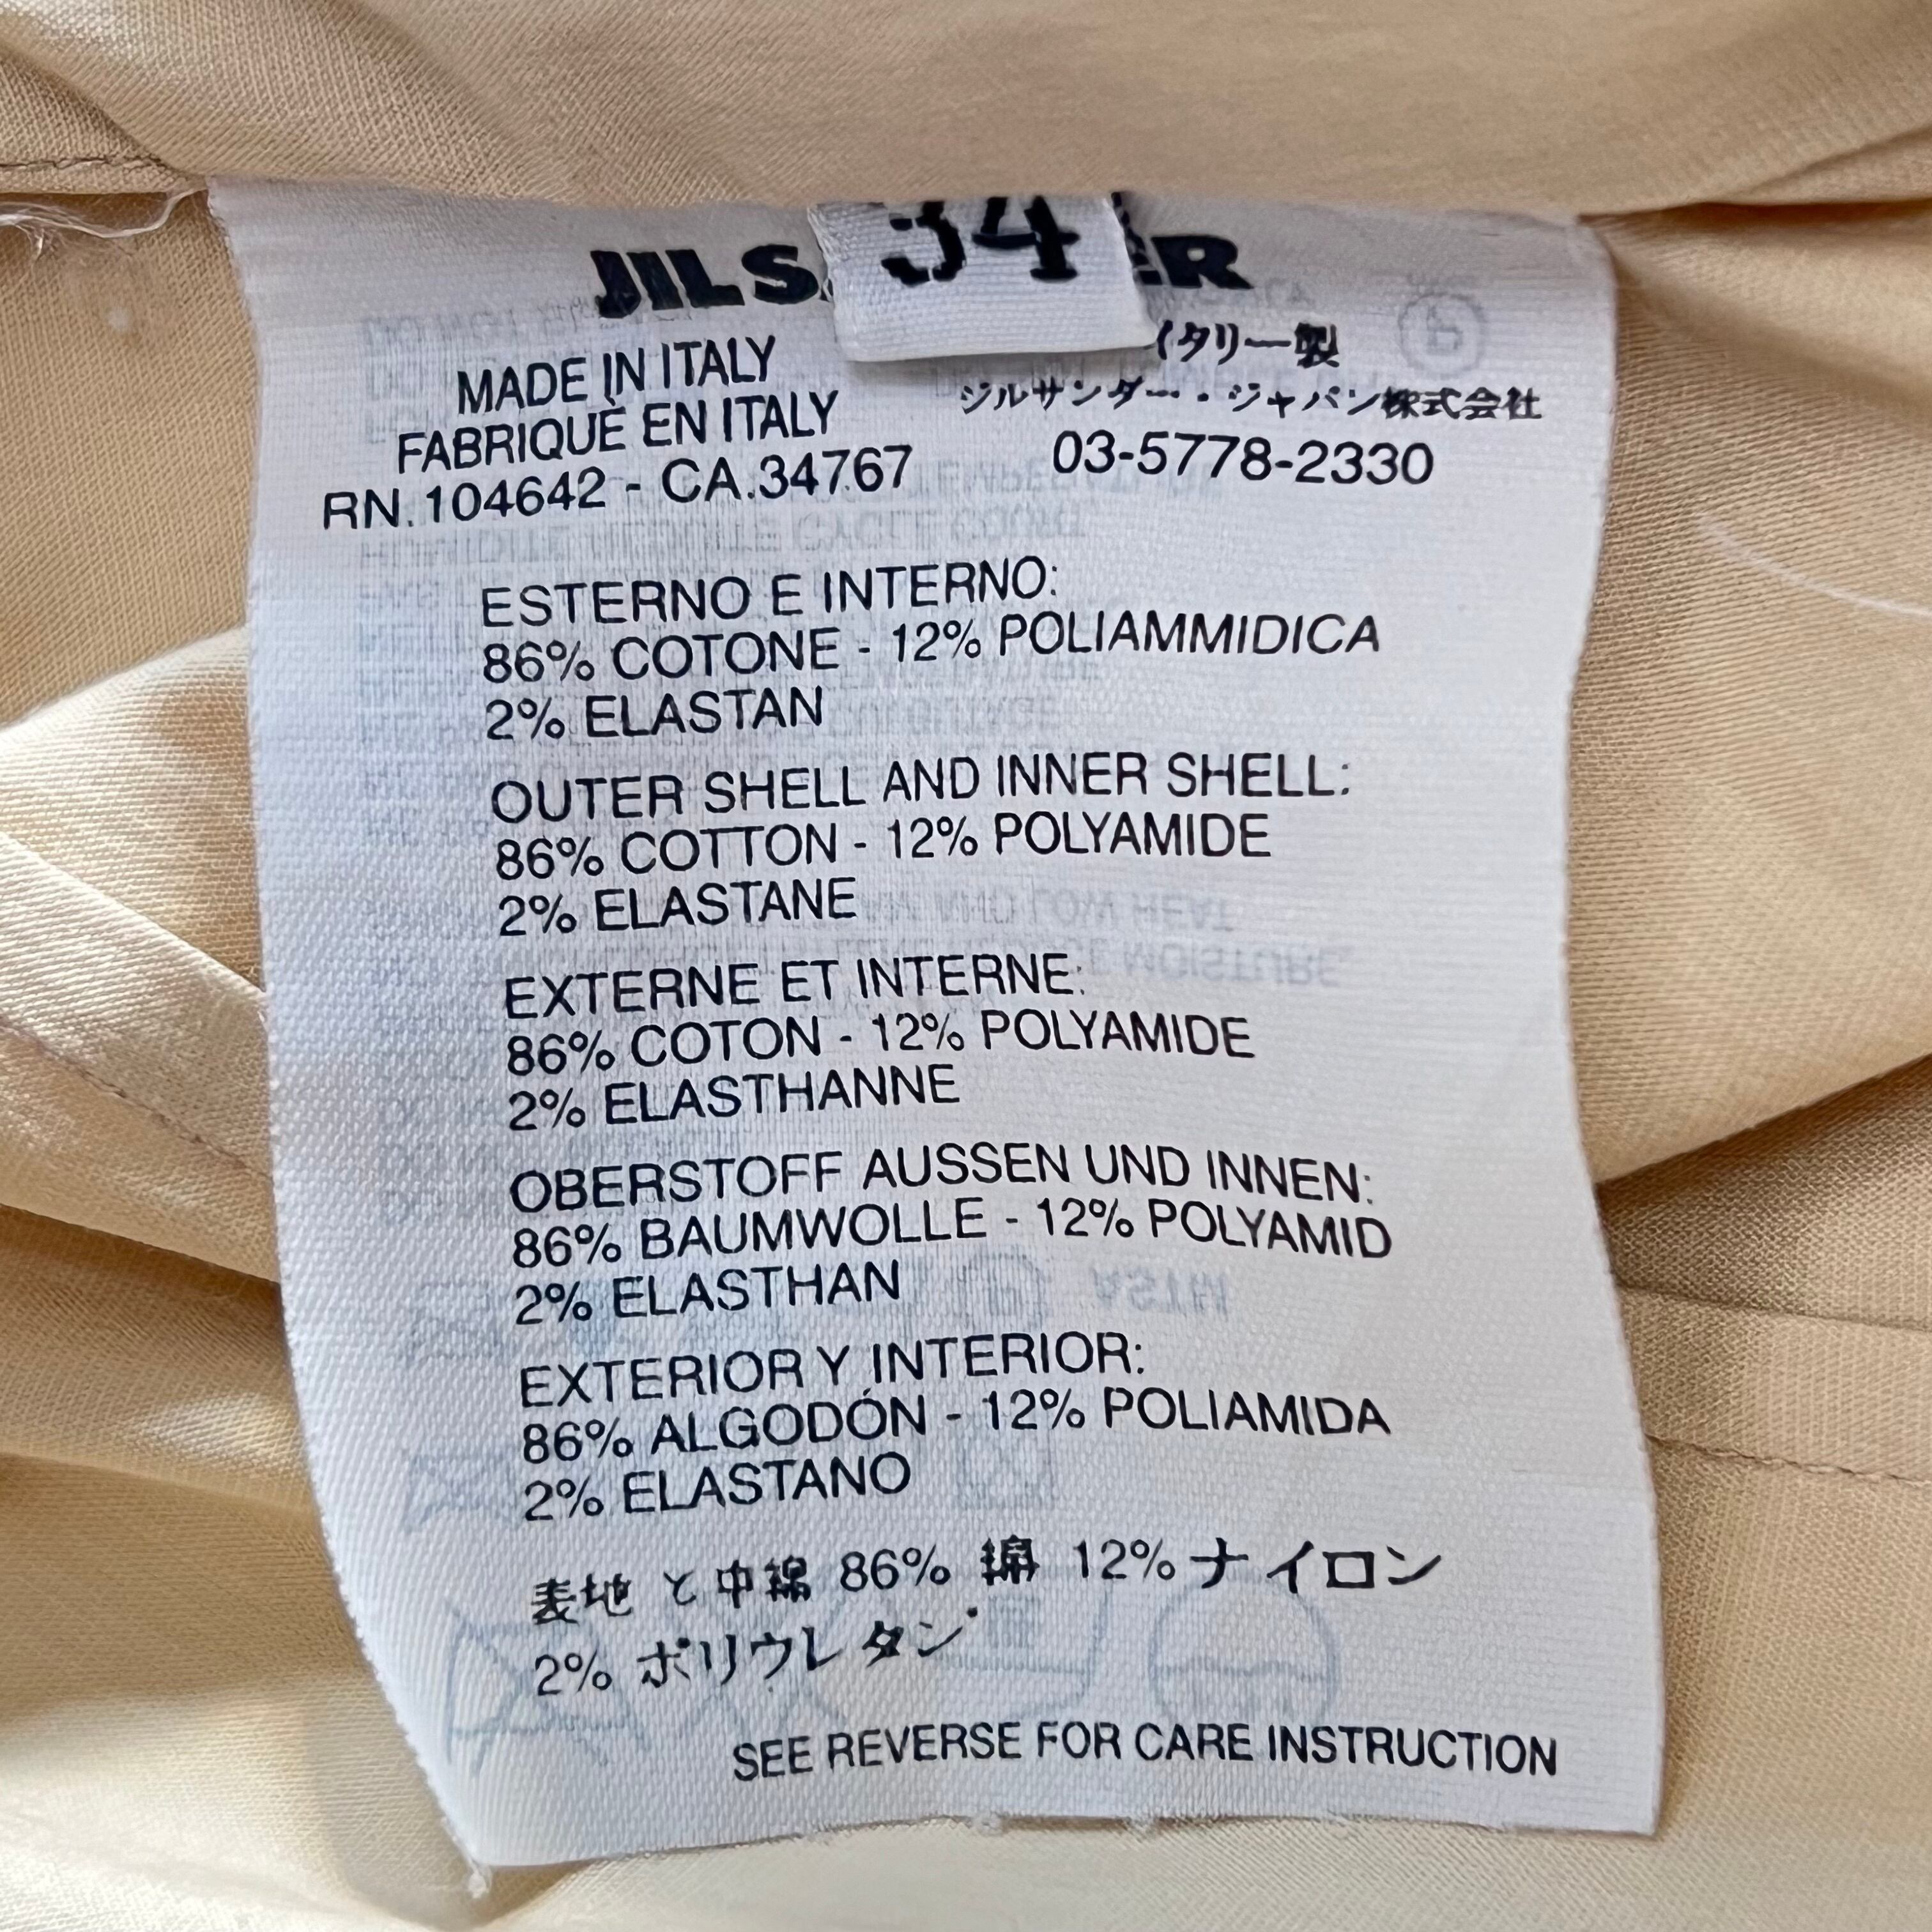 34
JIL S ER
MADE IN ITALY
FABRIQUÈ EN ITALY
RN.104642 - CA.34767
イタリー製
ジルサンダー・ジャパン株式会社
03-5778-2330
ESTERNO E INTERNO:
86% COTONE - 12% POLIAMMIDICA
2% ELASTAN
OUTER SHELL AND INNER SHELL:
86% COTTON - 12% POLYAMIDE
2% ELASTANE
EXTERNE ET INTERNE:
86% COTON - 12% POLYAMIDE
2% ELASTHANNE
OBERSTOFF AUSSEN UND INNEN:
86% BAUMWOLLE - 12% POLYAMID
2% ELASTHAN
EXTERIOR Y INTERIOR:
86% ALGODÓN - 12% POLIAMIDA
2% ELASTANO
表地 と 中綿 86% 綿 12% ナイロン
2% ポリウレタン
SEE REVERSE FOR CARE INSTRUCTION